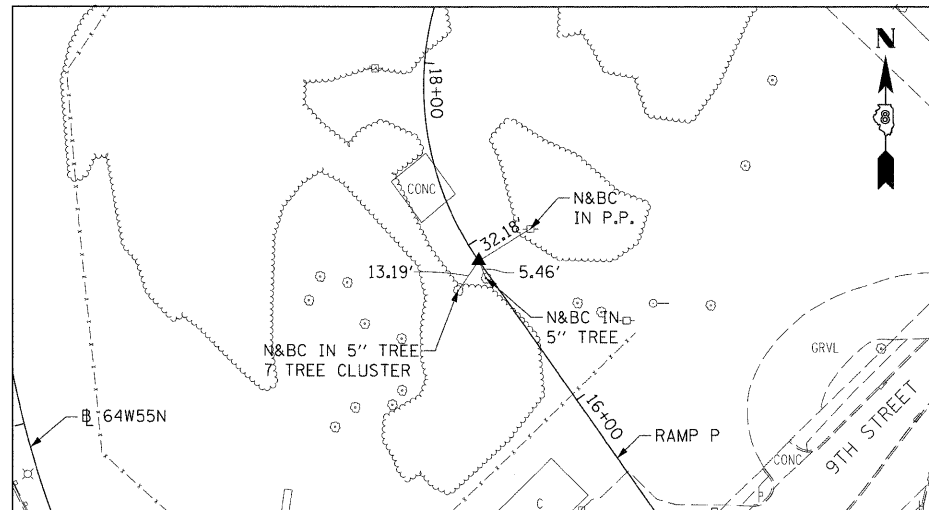 N
8
18+00
CONC
N&BC
IN P.P.
32.18'
13.19'
5.46'
N&BC IN
5'' TREE
N&BC IN 5'' TREE
7 TREE CLUSTER
GRVL
16+00
RAMP P
9TH STREET
CONC
B 64W55N
C
P